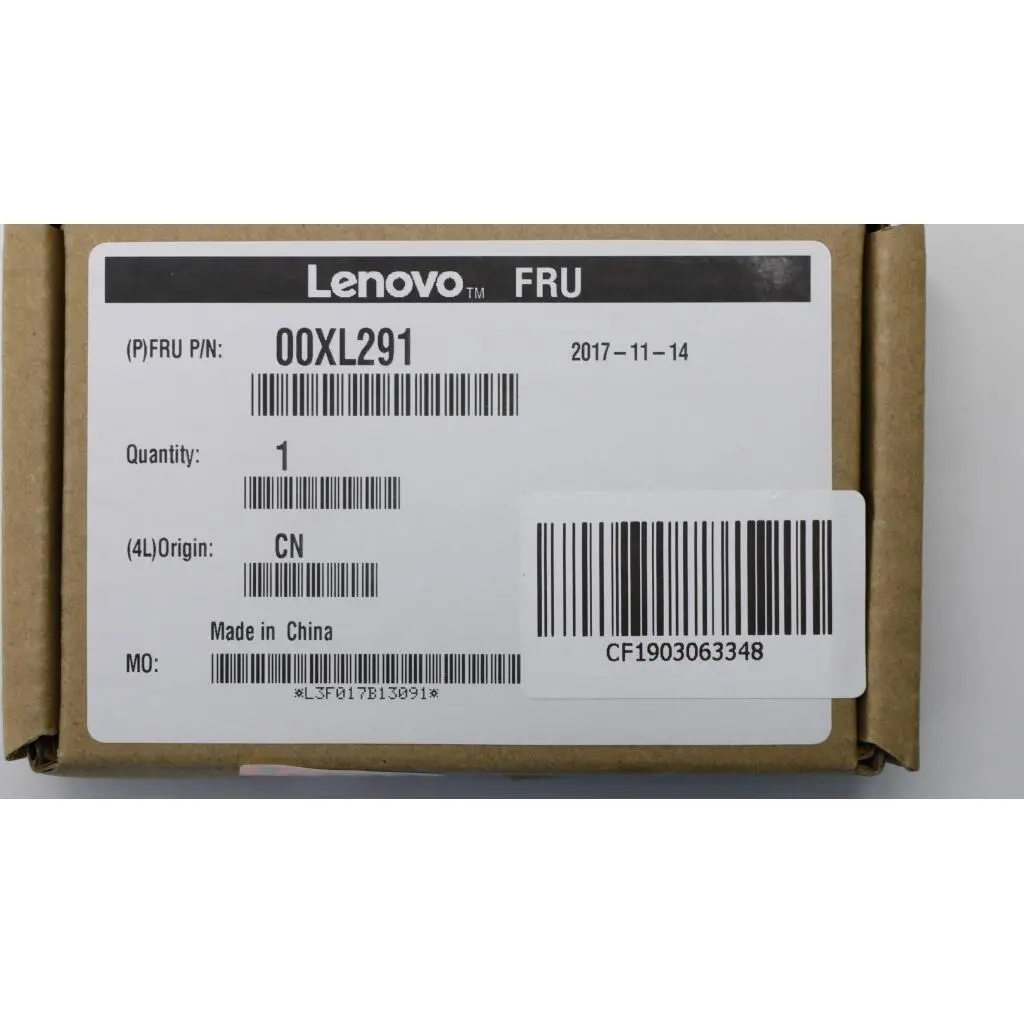 Lenovo™ FRU
(P)FRU P/N: 00XL291 2017-11-14
Quantity: 1
(4L)Origin: CN
Made in China
MO:
*L3F017B13091*
CF1903063348